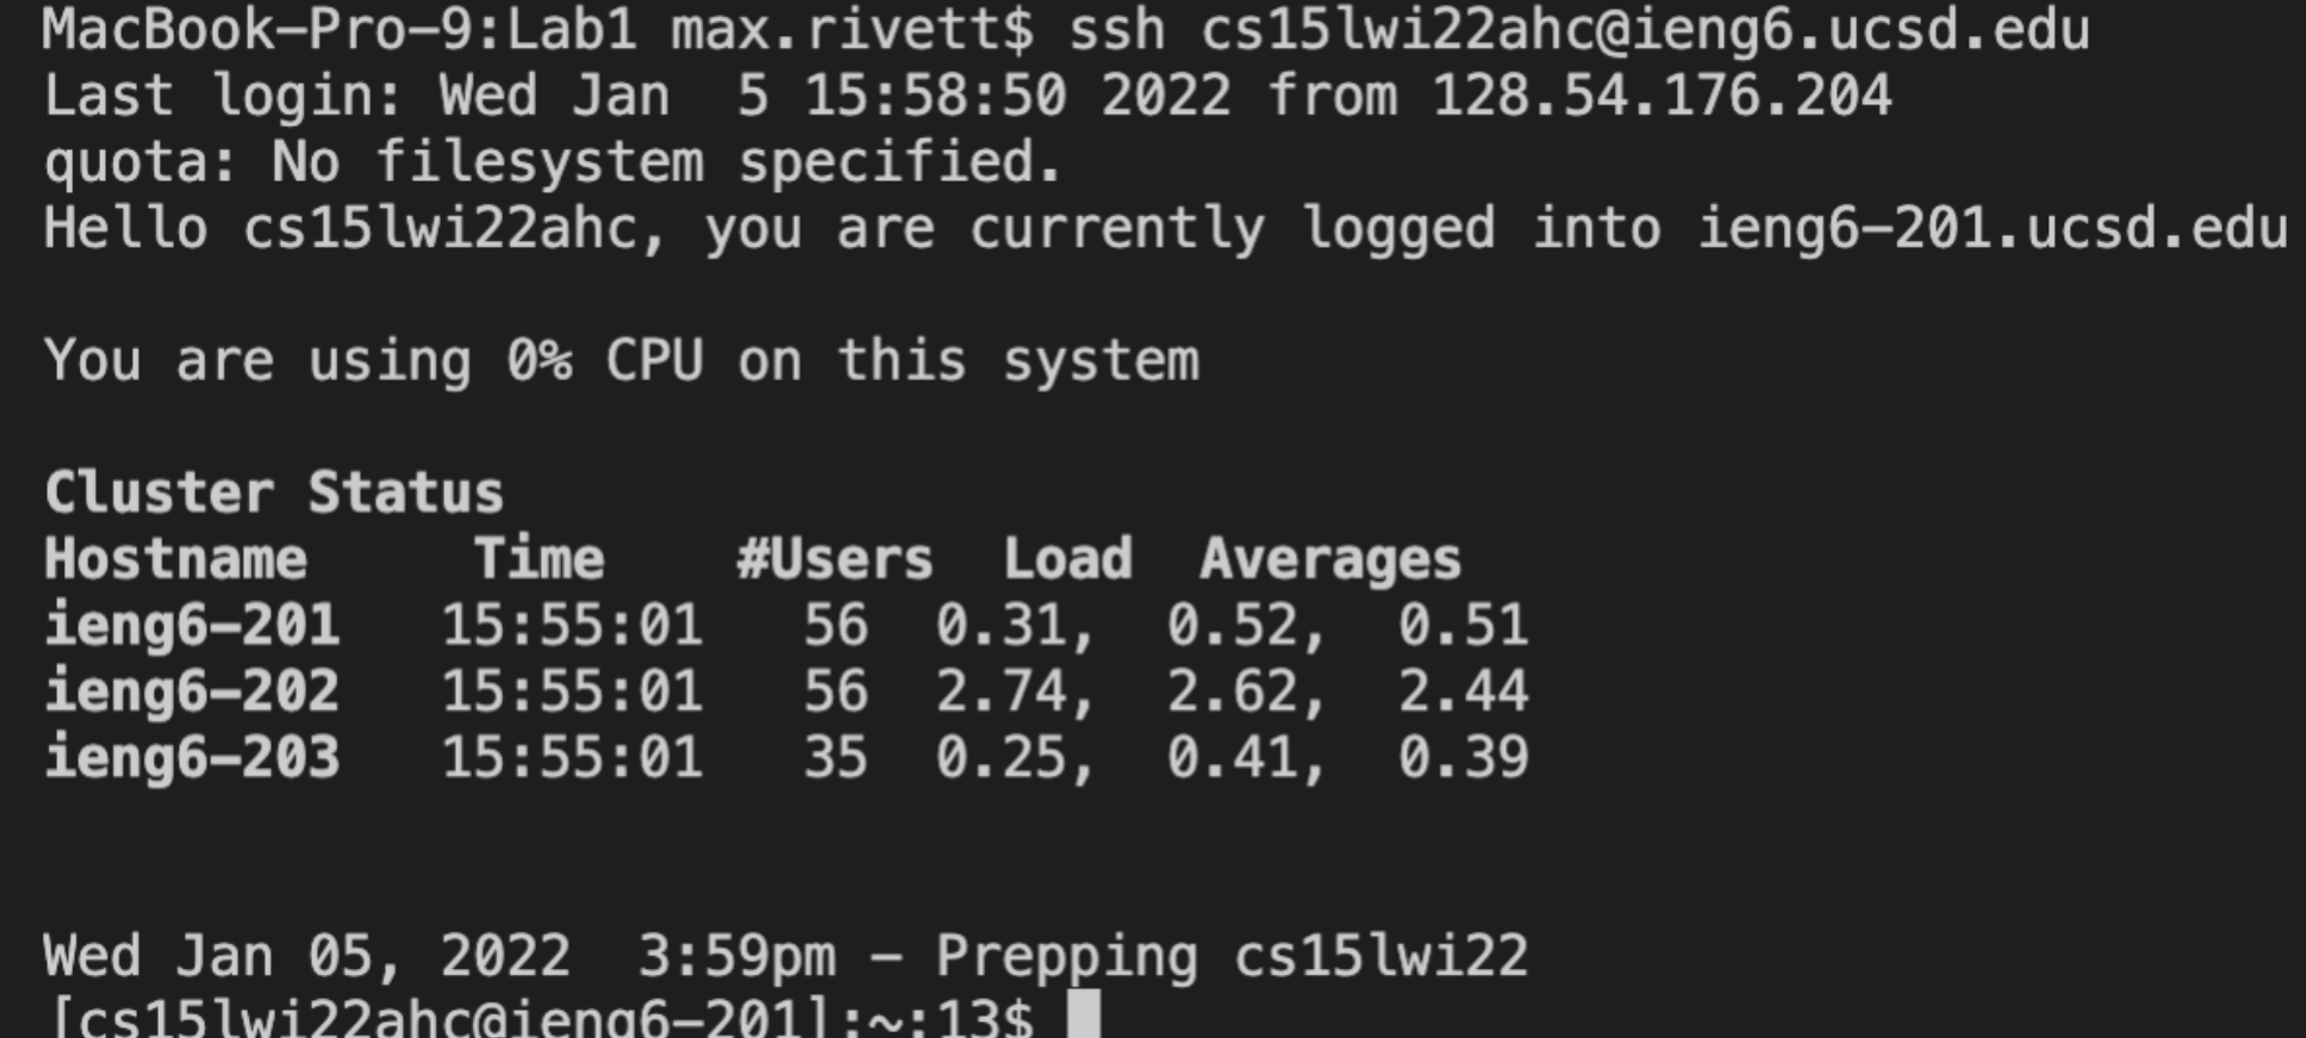 MacBook-Pro-9:Lab1 max.rivett$ ssh cs15lwi22ahc@ieng6.ucsd.edu
Last login: Wed Jan  5 15:58:50 2022 from 128.54.176.204
quota: No filesystem specified.
Hello cs15lwi22ahc, you are currently logged into ieng6-201.ucsd.edu
You are using 0% CPU on this system
Cluster Status
Hostname     Time    #Users  Load  Averages
ieng6-201   15:55:01   56  0.31,  0.52,  0.51
ieng6-202   15:55:01   56  2.74,  2.62,  2.44
ieng6-203   15:55:01   35  0.25,  0.41,  0.39
Wed Jan 05, 2022  3:59pm - Prepping cs15lwi22
[cs15lwi22ahc@ieng6-201]:~:13$